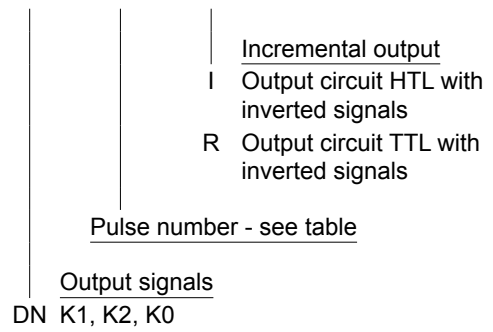 Incremental output
I Output circuit HTL with
inverted signals
R Output circuit TTL with
inverted signals
Pulse number - see table
Output signals
DN K1, K2, K0